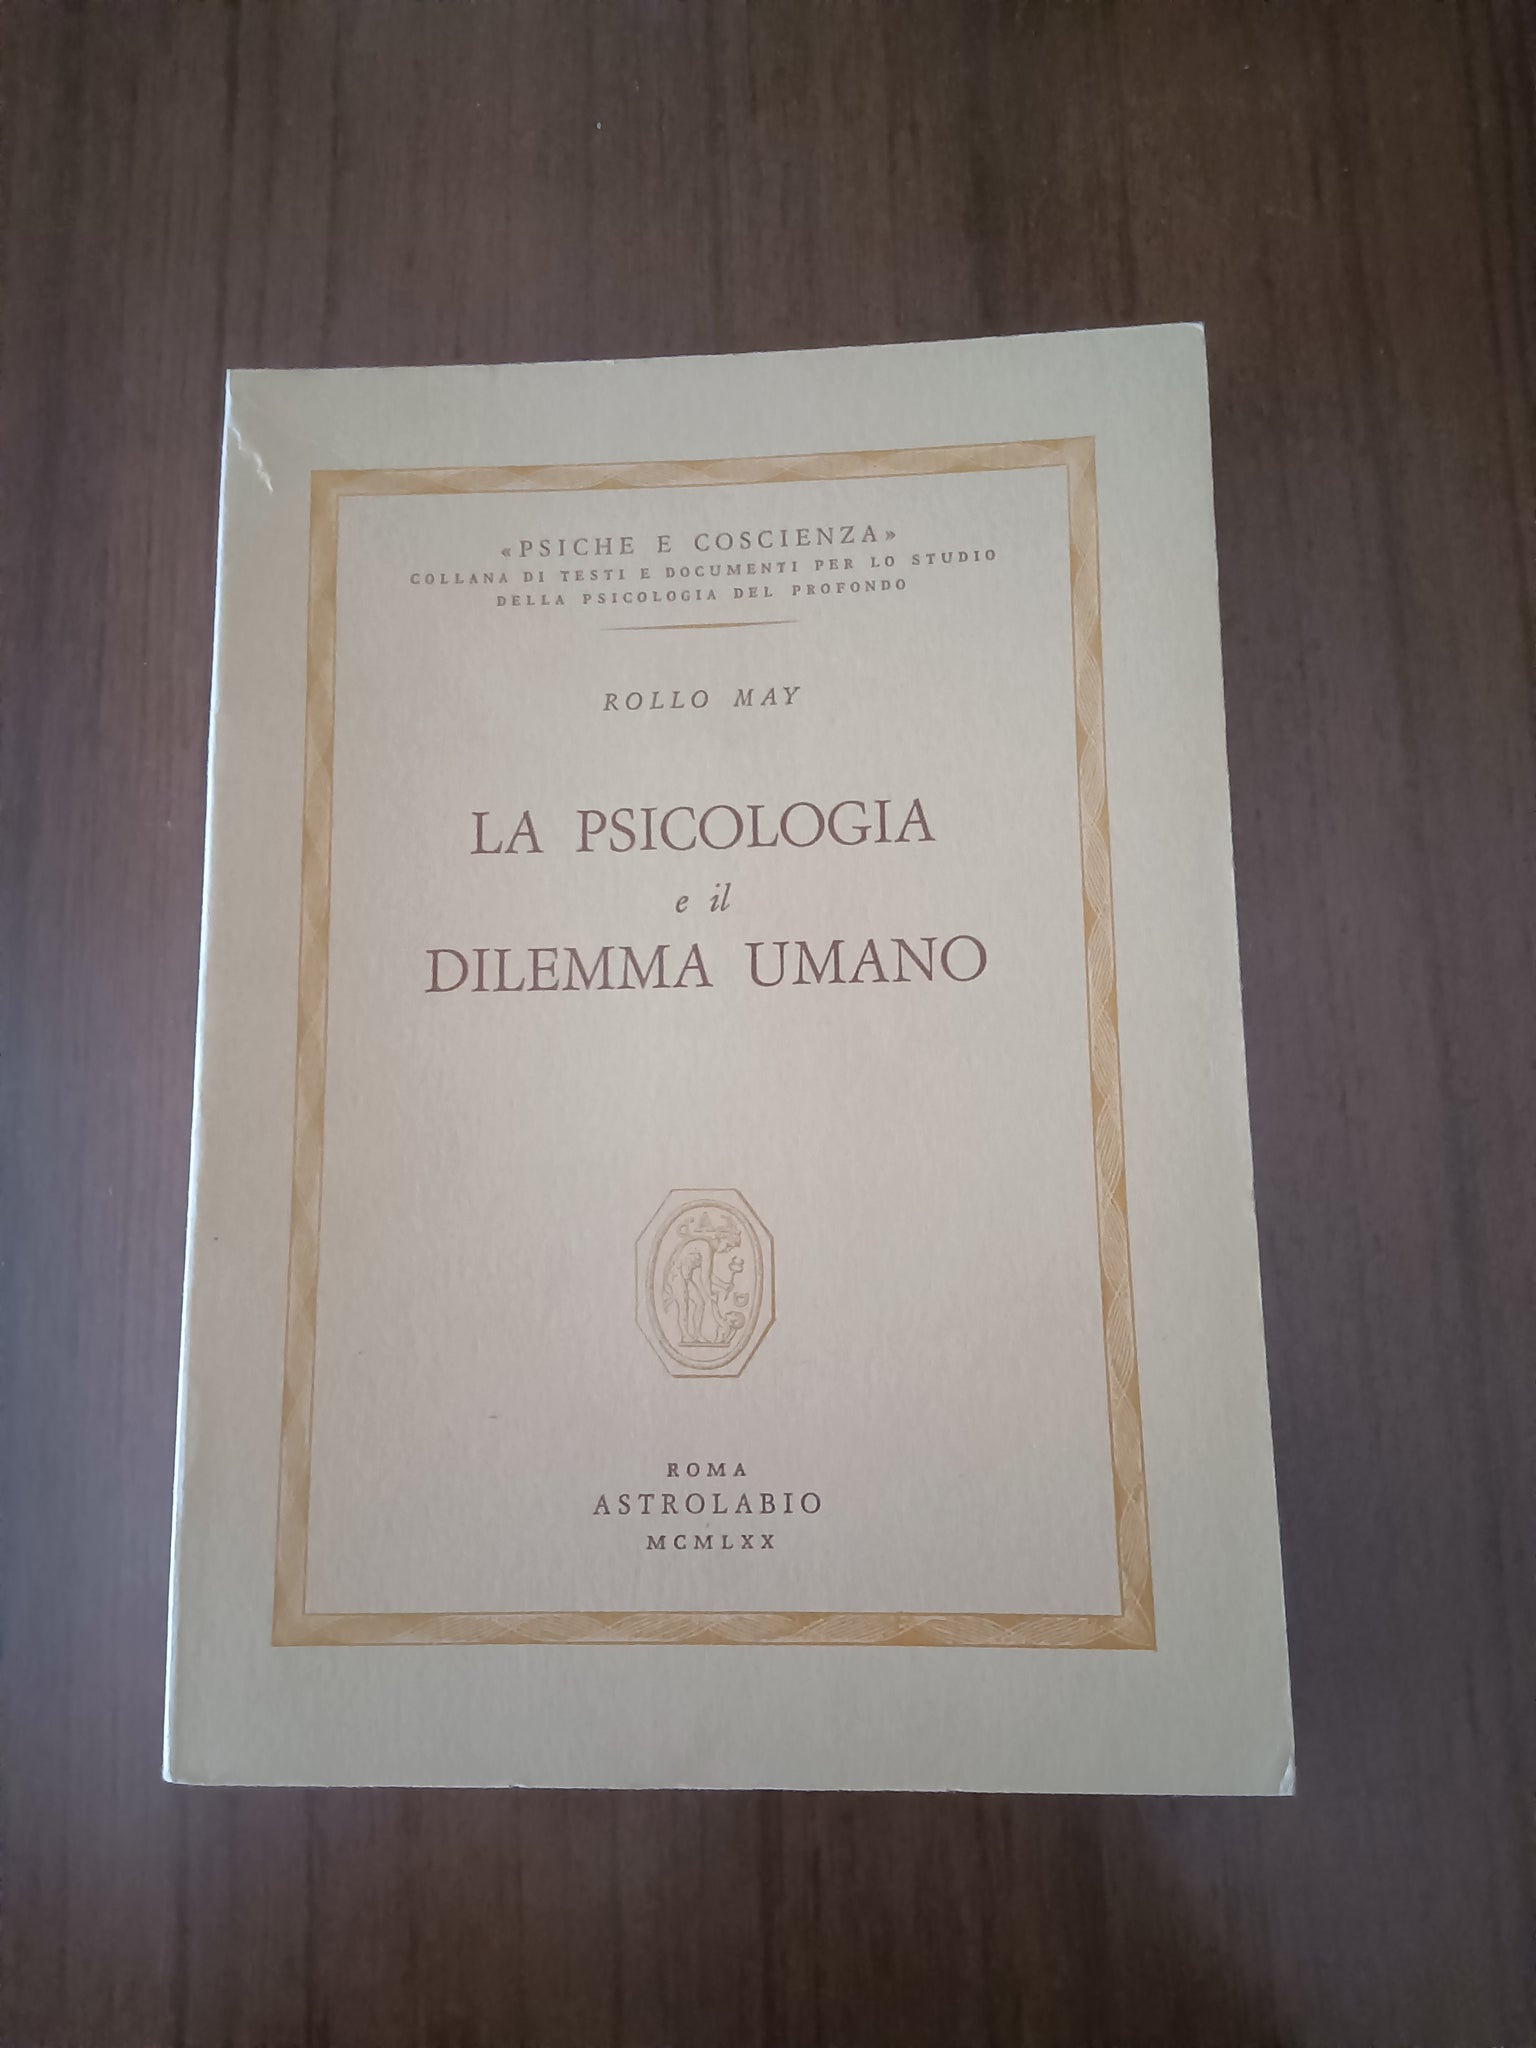 «PSICHE E COSCIENZA»
COLLANA DI TESTI E DOCUMENTI PER LO STUDIO
DELLA PSICOLOGIA DEL PROFONDO
ROLLO MAY
LA PSICOLOGIA
e il
DILEMMA UMANO
ROMA
ASTROLABIO
MCMLXX